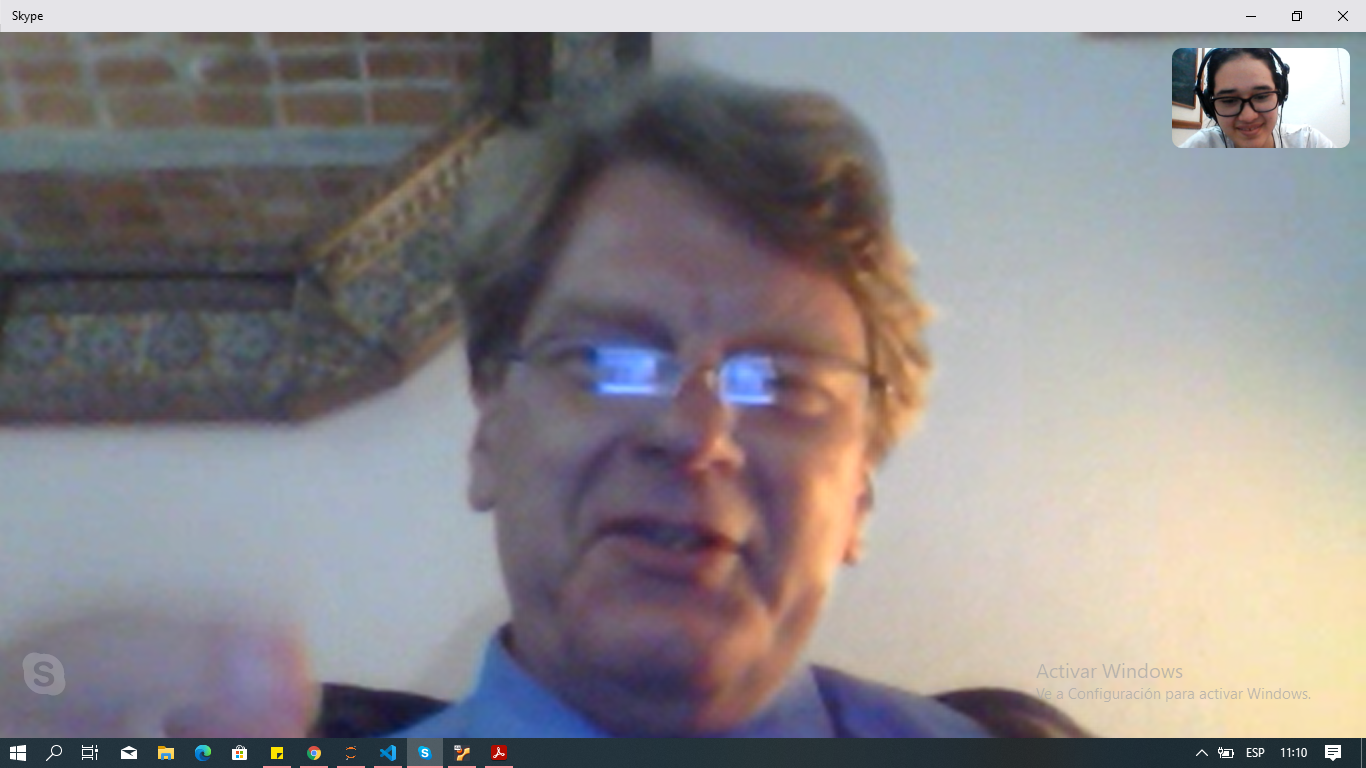 Skype
Activar Windows
Ve a Configuración para activar Windows.
ESP
11:10